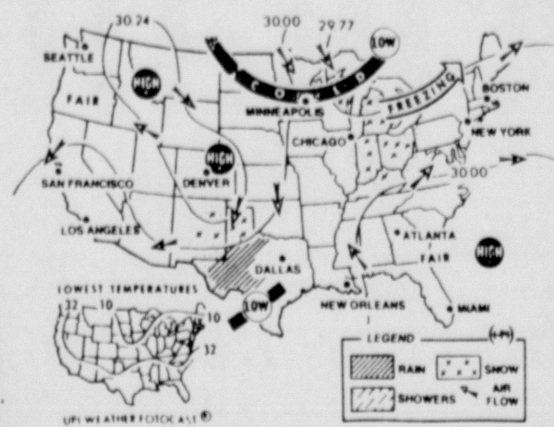 30.24
30.00
29.77
SEATTLE
HIGH
COLD
LOW
FAIR
MINNEAPOLIS
FREEZING
BOSTON
NEW YORK
CHICAGO
HIGH
SAN FRANCISCO
DENVER
30.00
LOS ANGELES
ATLANTA
HIGH
FAIR
DALLAS
LOWEST TEMPERATURES
LOW
NEW ORLEANS
MIAMI
32
10
10
32
LEGEND
RAIN
SNOW
SHOWERS
AIR
FLOW
UPI WEATHER FOTOCAST ®